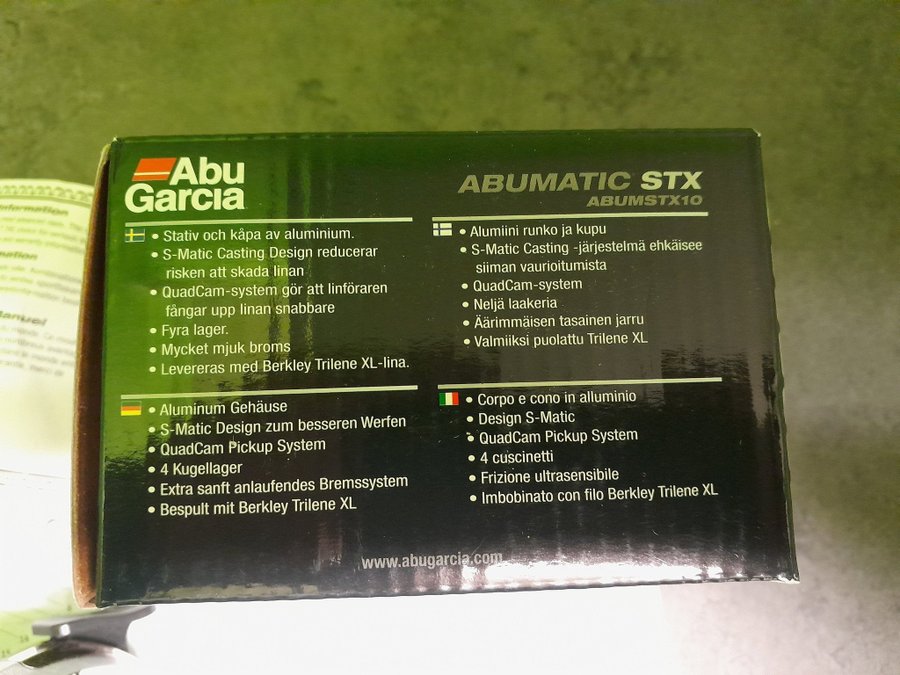 Abu
Garcia
ABUMATIC STX
ABUMSTX10
• Stativ och kåpa av aluminium.
• S-Matic Casting Design reducerar
risken att skada linan
• QuadCam-system gör att linföraren
fångar upp linan snabbare
• Fyra lager.
• Mycket mjuk broms
• Levereras med Berkley Trilene XL-lina.
• Alumiini runko ja kupu
• S-Matic Casting -järjestelmä ehkäisee
siiman vaurioitumista
• QuadCam-system
• Neljä laakeria
• Äärimmäisen tasainen jarru
• Valmiiksi puolattu Trilene XL
• Aluminum Gehäuse
• S-Matic Design zum besseren Werfen
• QuadCam Pickup System
• 4 Kugellager
• Extra sanft anlaufendes Bremssystem
• Bespult mit Berkley Trilene XL
• Corpo e cono in alluminio
• Design S-Matic
• QuadCam Pickup System
• 4 cuscinetti
• Frizione ultrasensibile
• Imbobinato con filo Berkley Trilene XL
www.abugarcia.com